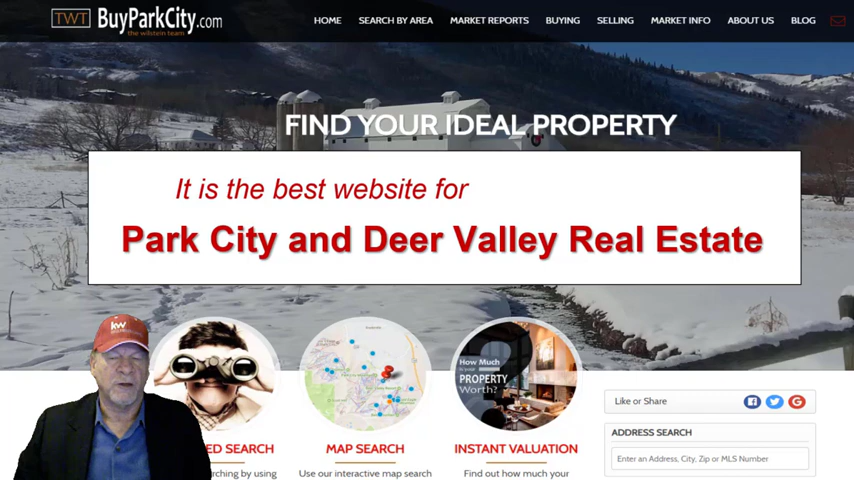 TWT BuyParkCity.com
the wilstein team
HOME SEARCH BY AREA MARKET REPORTS BUYING SELLING MARKET INFO ABOUT US BLOG
FIND YOUR IDEAL PROPERTY
It is the best website for
Park City and Deer Valley Real Estate
kw
How Much
is your
PROPERTY
Worth?
Like or Share
ADDRESS SEARCH
Enter an Address, City, Zip or MLS Number
ED SEARCH
MAP SEARCH
INSTANT VALUATION
rching by using
Use our interactive map search
Find out how much your